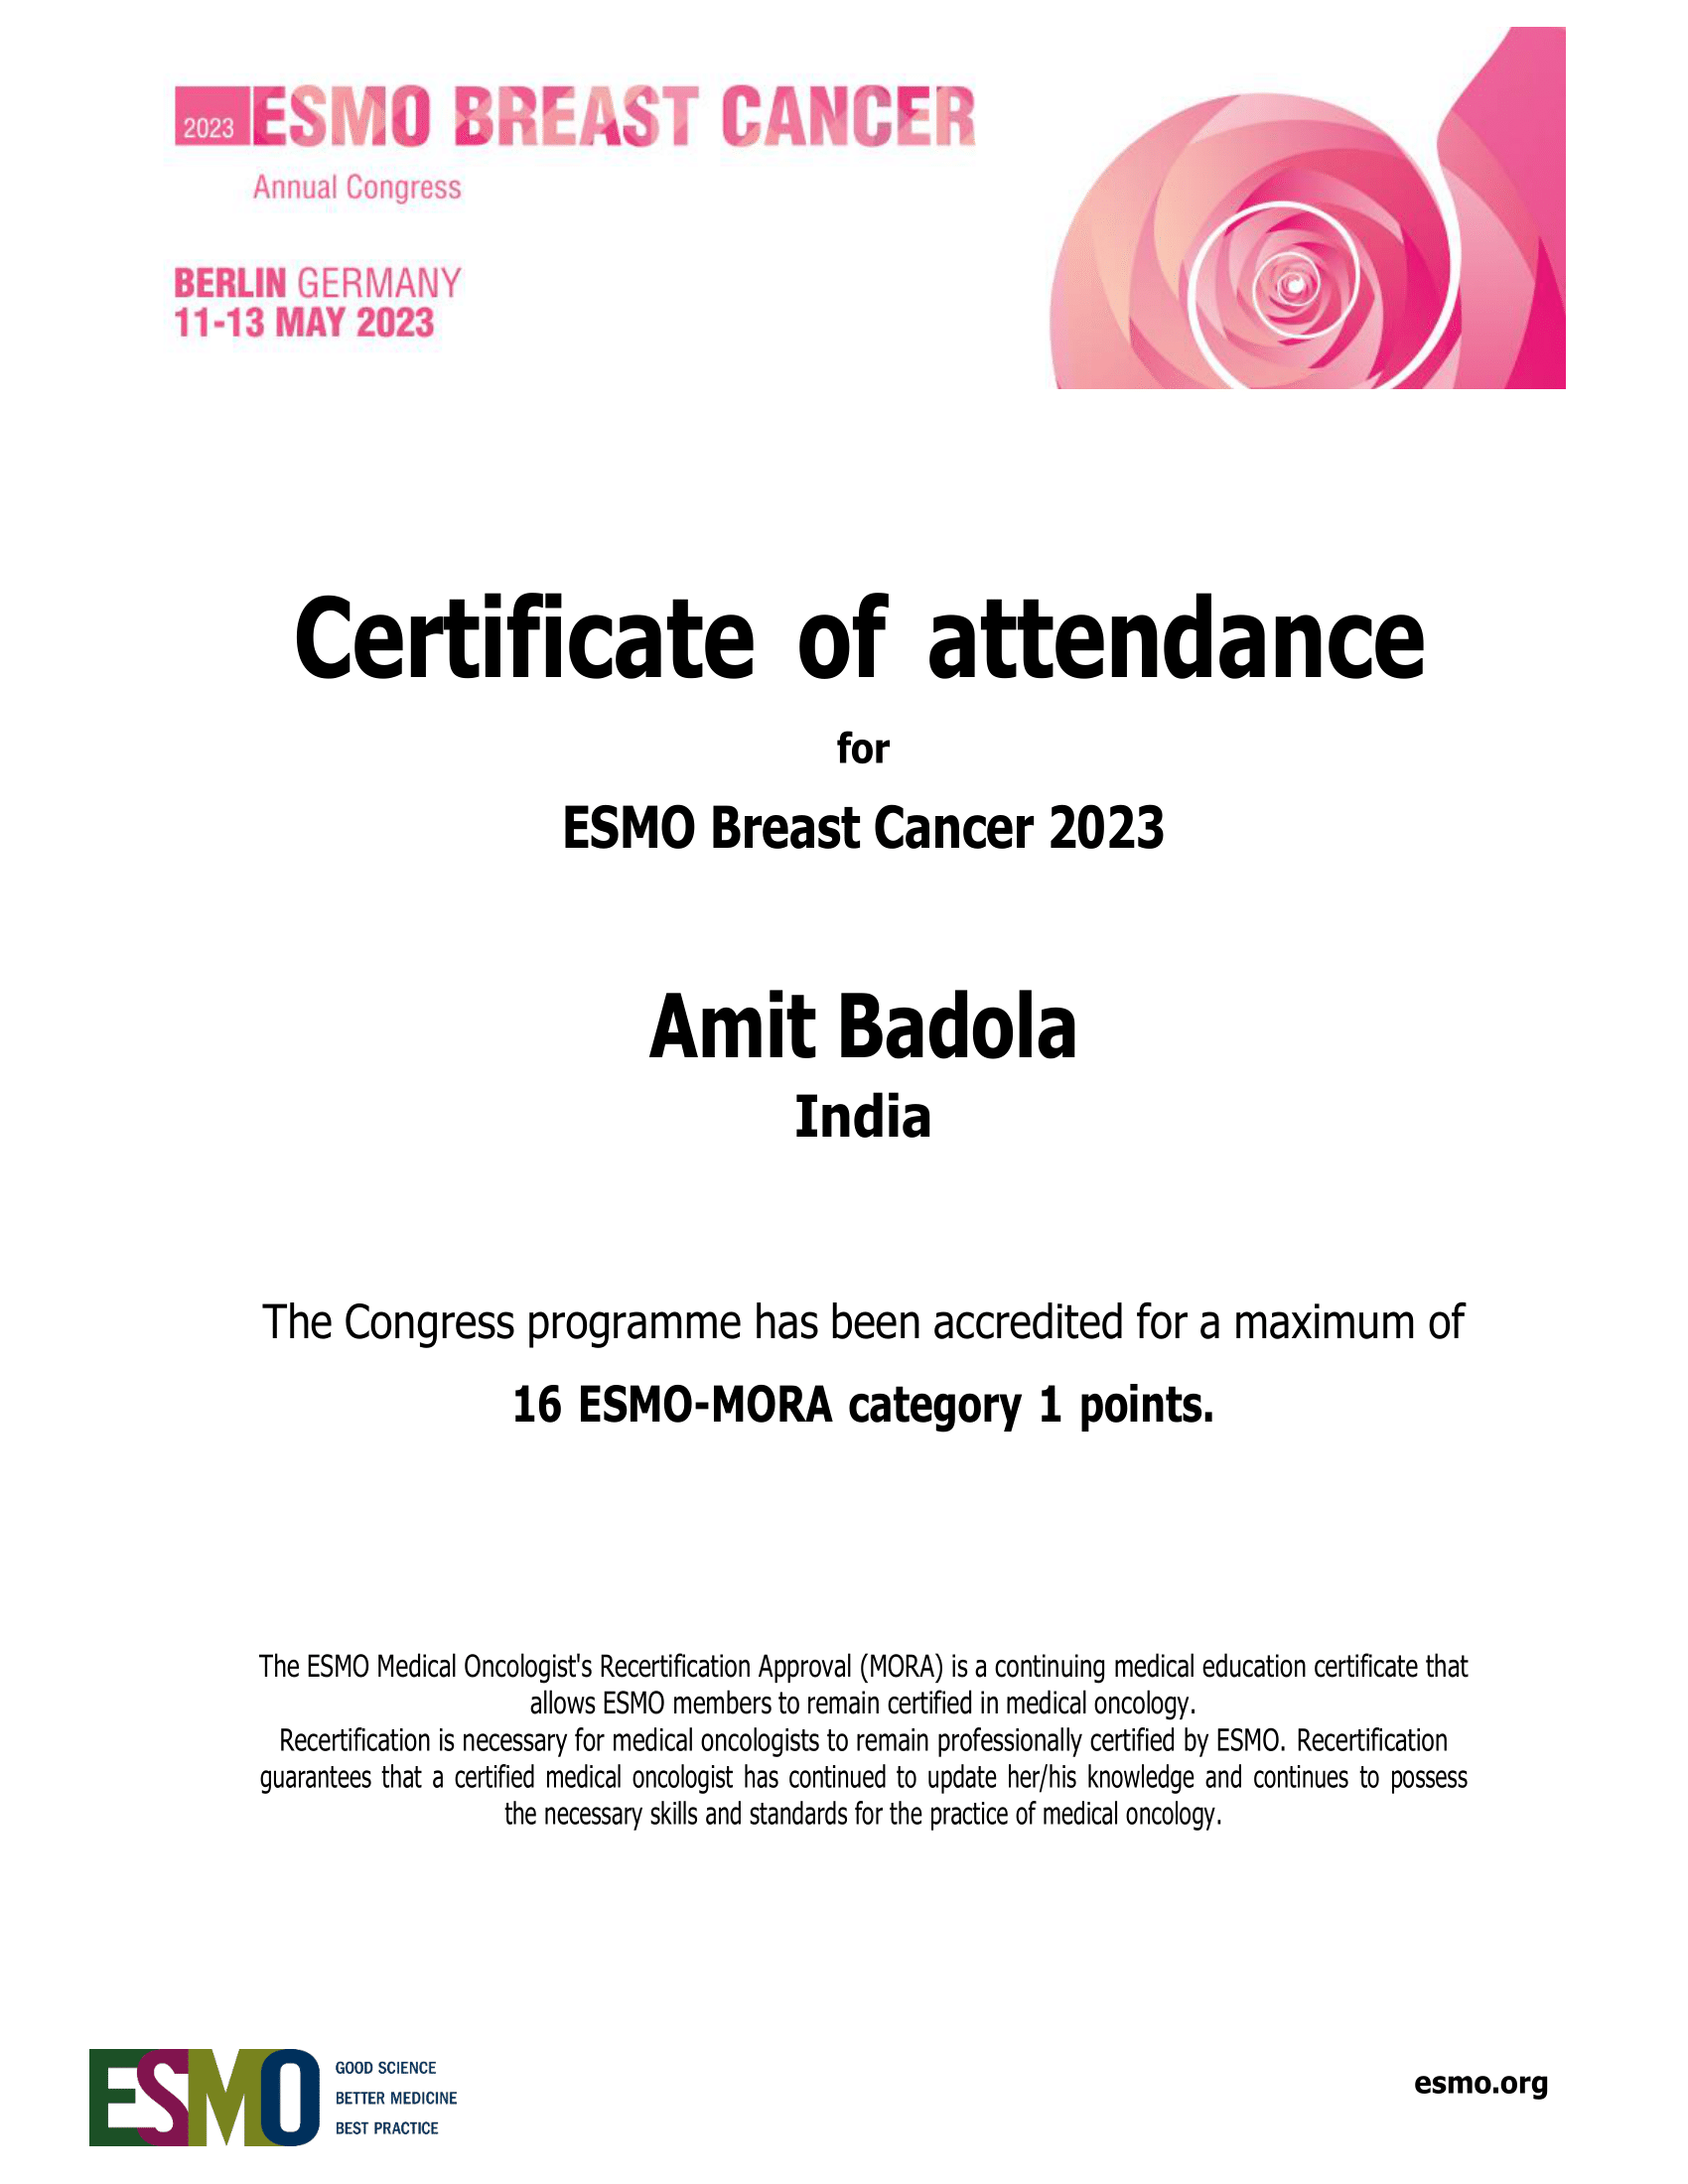 2023 ESMO BREAST CANCER
Annual Congress
BERLIN GERMANY
11-13 MAY 2023
Certificate of attendance
for
ESMO Breast Cancer 2023
Amit Badola
India
The Congress programme has been accredited for a maximum of
16 ESMO-MORA category 1 points.
The ESMO Medical Oncologist's Recertification Approval (MORA) is a continuing medical education certificate that
allows ESMO members to remain certified in medical oncology.
Recertification is necessary for medical oncologists to remain professionally certified by ESMO. Recertification
guarantees that a certified medical oncologist has continued to update her/his knowledge and continues to possess
the necessary skills and standards for the practice of medical oncology.
ESMO
GOOD SCIENCE
BETTER MEDICINE
BEST PRACTICE
esmo.org